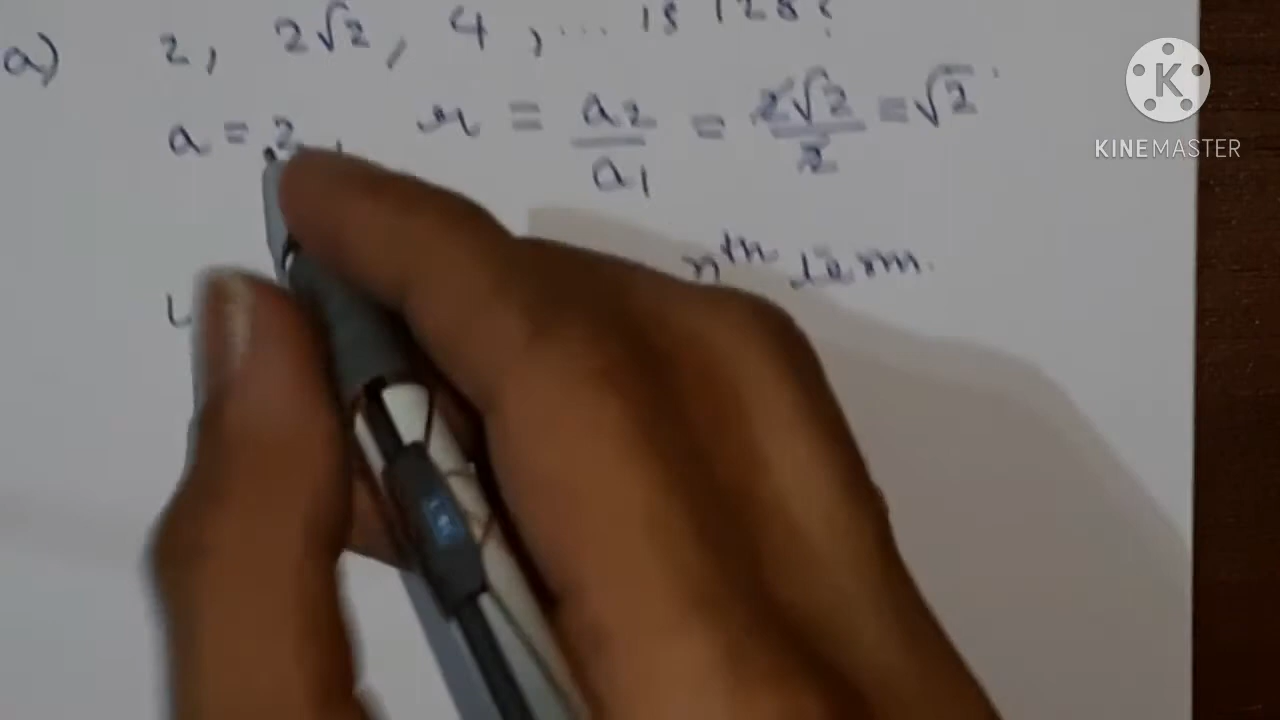 a) 2, 2√2, 4, ... is 128?
a = 2, r = a2/a1 = 2√2/2 = √2
nth term.
K
KINEMASTER